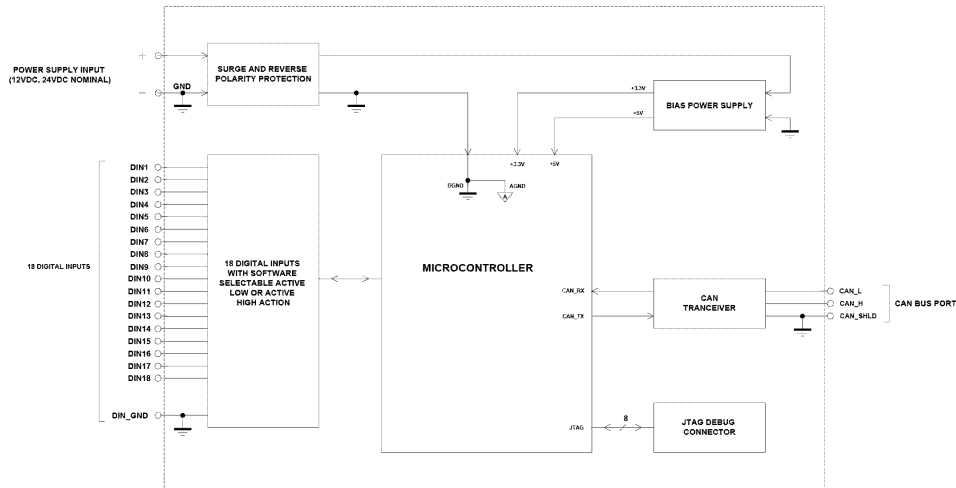 POWER SUPPLY INPUT
(12VDC, 24VDC NOMINAL)
+
−
GND
SURGE AND REVERSE
POLARITY PROTECTION
+3.3V
+5V
BIAS POWER SUPPLY
18 DIGITAL INPUTS
DIN1
DIN2
DIN3
DIN4
DIN5
DIN6
DIN7
DIN8
DIN9
DIN10
DIN11
DIN12
DIN13
DIN14
DIN15
DIN16
DIN17
DIN18
DIN_GND
18 DIGITAL INPUTS
WITH SOFTWARE
SELECTABLE ACTIVE
LOW OR ACTIVE
HIGH ACTION
+3.3V
+5V
DGND
AGND
A
MICROCONTROLLER
CAN_RX
CAN_TX
JTAG
CAN
TRANCEIVER
CAN_L
CAN_H
CAN_SHLD
CAN BUS PORT
8
JTAG DEBUG
CONNECTOR